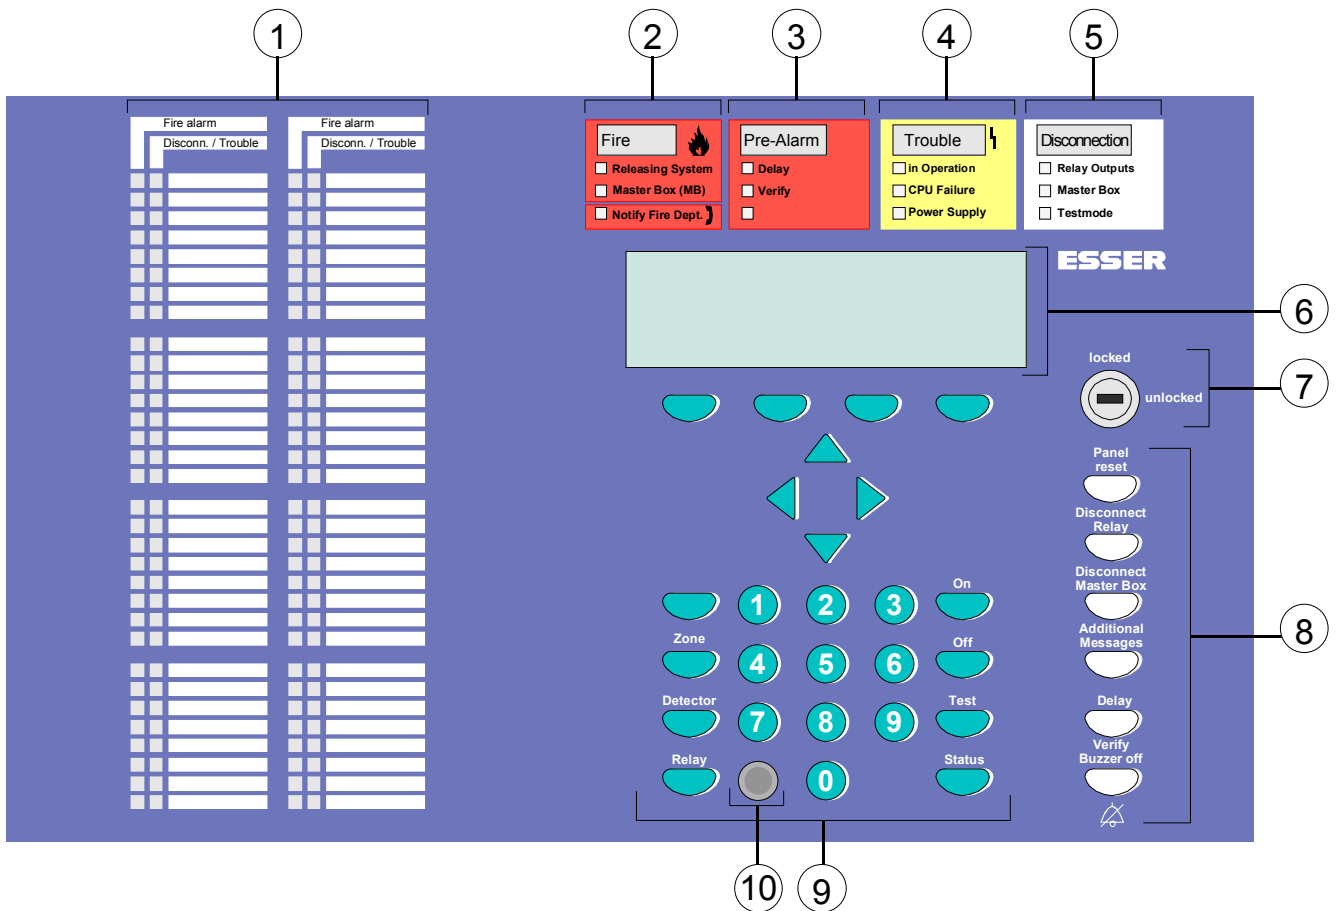 1
2
3
4
5
Fire alarm
Disconn. / Trouble
Fire alarm
Disconn. / Trouble
Fire
Releasing System
Master Box (MB)
Notify Fire Dept.
Pre-Alarm
Delay
Verify
Trouble
in Operation
CPU Failure
Power Supply
Disconnection
Relay Outputs
Master Box
Testmode
ESSER
6
locked
unlocked
7
Panel
reset
Disconnect
Relay
Disconnect
Master Box
Additional
Messages
Delay
Verify
Buzzer off
8
1
2
3
On
Zone
4
5
6
Off
Detector
7
8
9
Test
Relay
0
Status
10
9